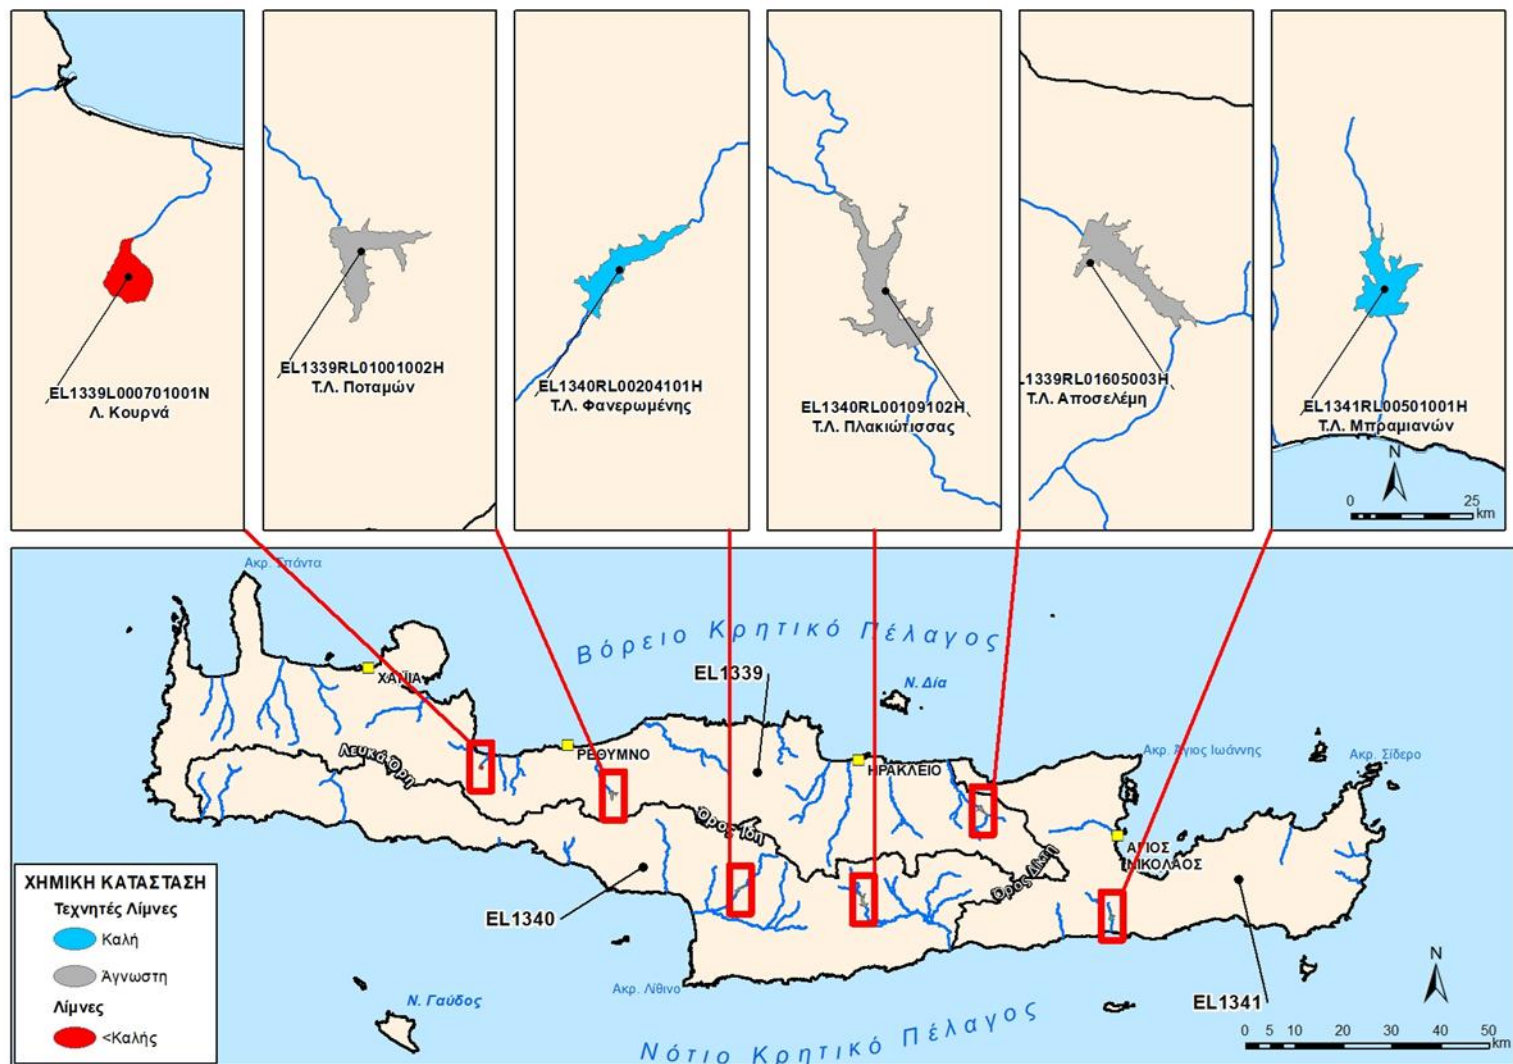 EL1339L000701001N
Λ. Κουρνά
EL1339RL01001002H
Τ.Λ. Ποταμών
EL1340RL00204101H
Τ.Λ. Φανερωμένης
EL1340RL00109102H
Τ.Λ. Πλακιώτισσας
L1339RL01605003H
Τ.Λ. Αποσελέμη
EL1341RL00501001H
Τ.Λ. Μπραμιανών
N
0 25
km
Ακρ. Σπάντα
Βόρειο Κρητικό Πέλαγος
EL1339
ΧΑΝΙΑ
Ν. Δία
Λευκά Όρη
ΡΕΘΥΜΝΟ
ΗΡΑΚΛΕΙΟ
Ακρ. Άγιος Ιωάννης
Ακρ. Σίδερο
Όρος Ίδη
Όρος Δίκτη
ΑΓΙΟΣ
ΝΙΚΟΛΑΟΣ
EL1340
EL1341
Ακρ. Λίθινο
Ν. Γαύδος
Νότιο Κρητικό Πέλαγος
ΧΗΜΙΚΗ ΚΑΤΑΣΤΑΣΗ
Τεχνητές Λίμνες
Καλή
Άγνωστη
Λίμνες
<Καλής
N
0 5 10 20 30 40 50
km